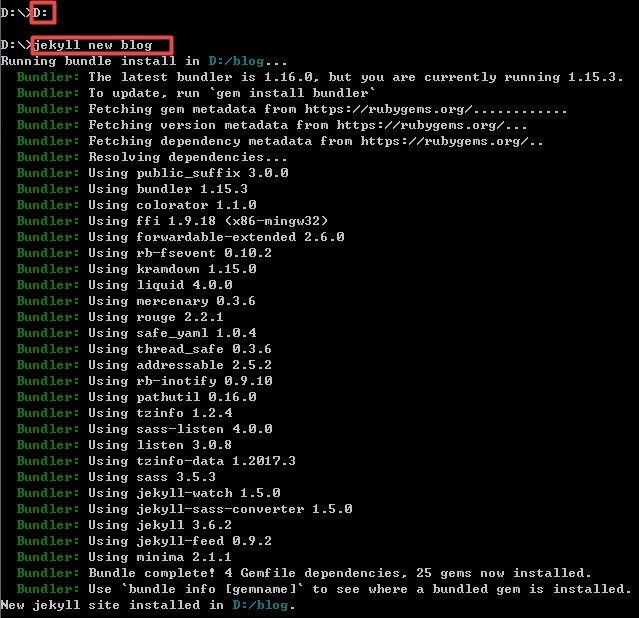 D:\>D:
D:\>jekyll new blog
Running bundle install in D:/blog...
Bundler: The latest bundler is 1.16.0, but you are currently running 1.15.3.
Bundler: To update, run `gem install bundler`
Bundler: Fetching gem metadata from https://rubygems.org/............
Bundler: Fetching version metadata from https://rubygems.org/...
Bundler: Fetching dependency metadata from https://rubygems.org/..
Bundler: Resolving dependencies...
Bundler: Using public_suffix 3.0.0
Bundler: Using bundler 1.15.3
Bundler: Using colorator 1.1.0
Bundler: Using ffi 1.9.18 (x86-mingw32)
Bundler: Using forwardable-extended 2.6.0
Bundler: Using rb-fsevent 0.10.2
Bundler: Using kramdown 1.15.0
Bundler: Using liquid 4.0.0
Bundler: Using mercenary 0.3.6
Bundler: Using rouge 2.2.1
Bundler: Using safe_yaml 1.0.4
Bundler: Using thread_safe 0.3.6
Bundler: Using addressable 2.5.2
Bundler: Using rb-inotify 0.9.10
Bundler: Using pathutil 0.16.0
Bundler: Using tzinfo 1.2.4
Bundler: Using sass-listen 4.0.0
Bundler: Using listen 3.0.8
Bundler: Using tzinfo-data 1.2017.3
Bundler: Using sass 3.5.3
Bundler: Using jekyll-watch 1.5.0
Bundler: Using jekyll-sass-converter 1.5.0
Bundler: Using jekyll 3.6.2
Bundler: Using jekyll-feed 0.9.2
Bundler: Using minima 2.1.1
Bundler: Bundle complete! 4 Gemfile dependencies, 25 gems now installed.
Bundler: Use `bundle info [gemname]` to see where a bundled gem is installed.
New jekyll site installed in D:/blog.